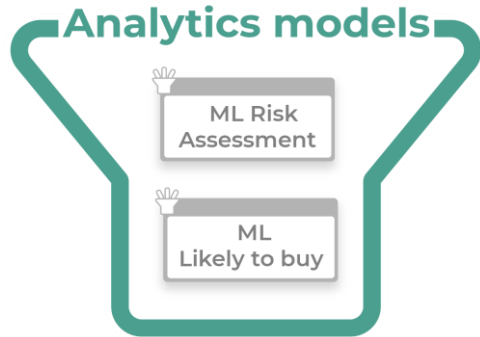 Analytics models
ML Risk
Assessment
ML
Likely to buy